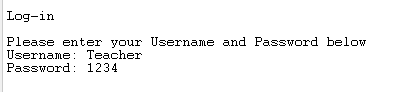 Log-in
Please enter your Username and Password below
Username: Teacher
Password: 1234